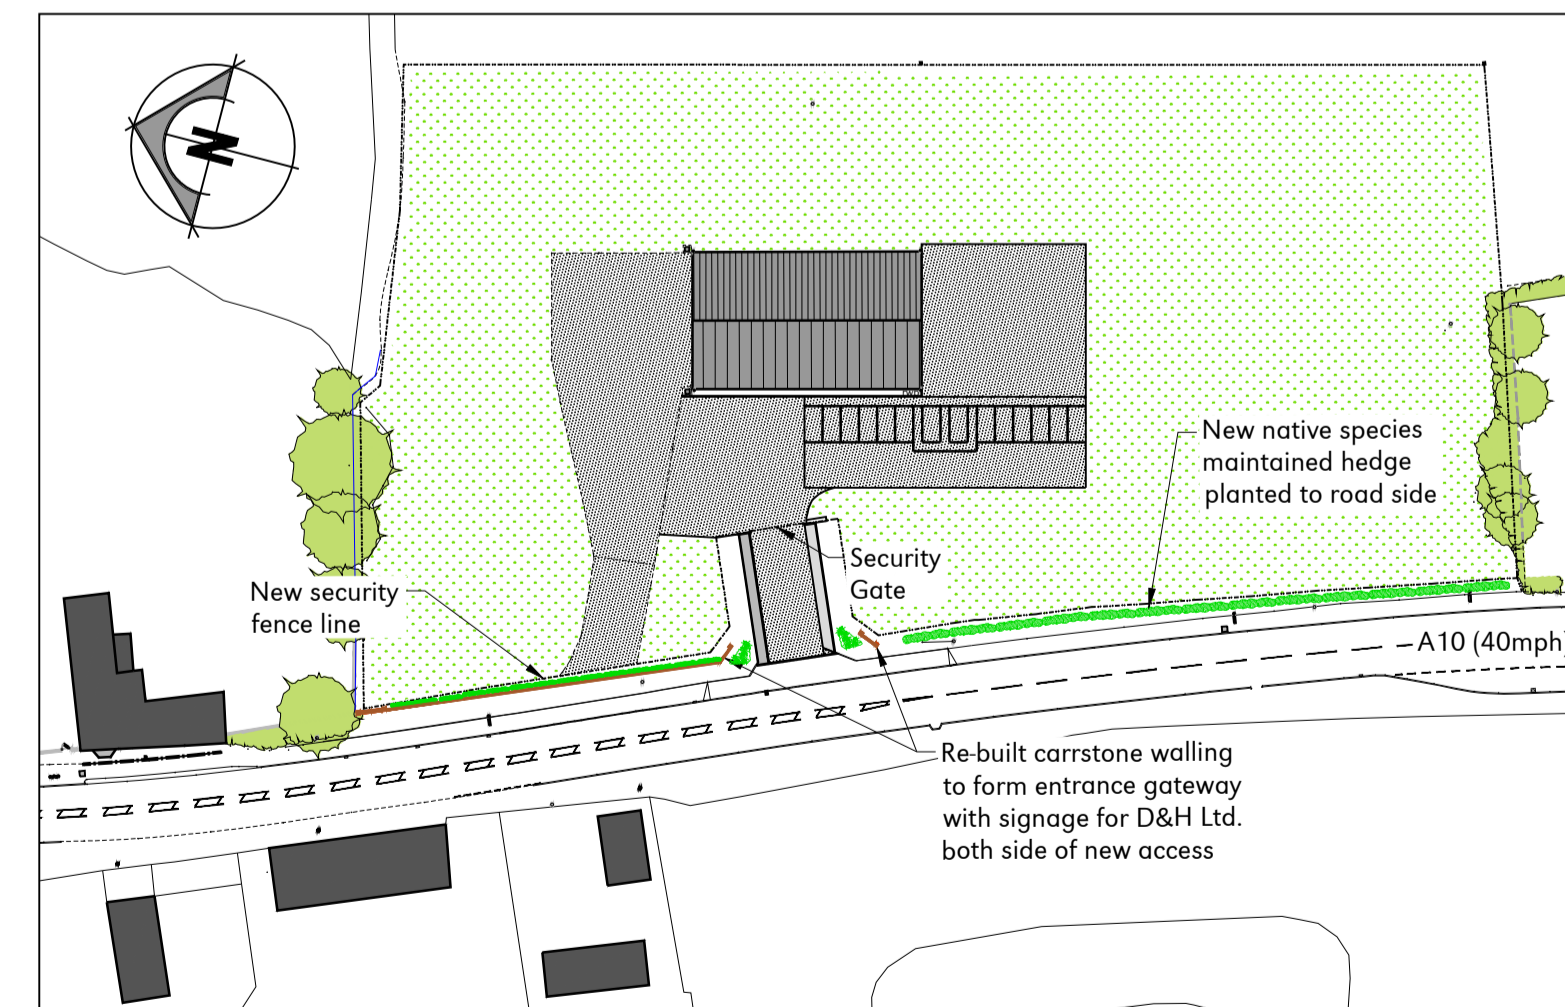 N
New native species
maintained hedge
planted to road side
Security
Gate
New security
fence line
A10 (40mph)
Re-built carrstone walling
to form entrance gateway
with signage for D&H Ltd.
both side of new access